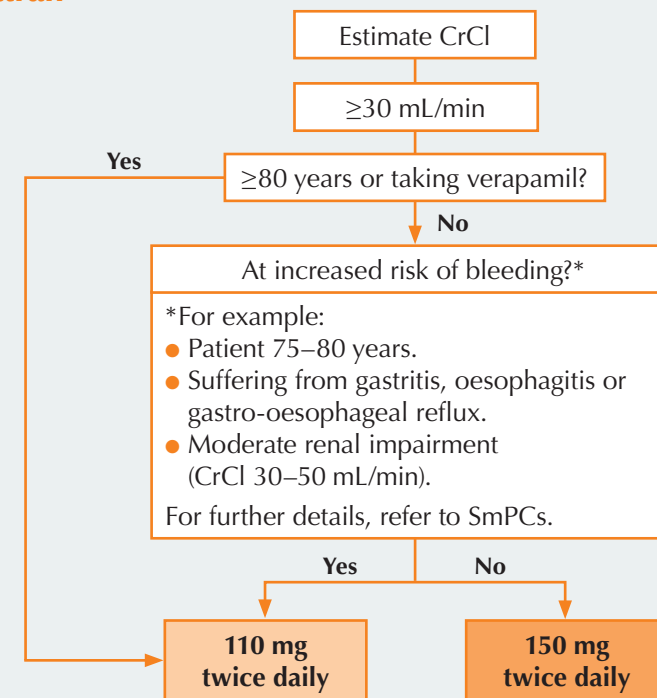 Estimate CrCl
≥30 mL/min
Yes
≥80 years or taking verapamil?
No
At increased risk of bleeding?*
*For example:
● Patient 75–80 years.
● Suffering from gastritis, oesophagitis or
gastro-oesophageal reflux.
● Moderate renal impairment
(CrCl 30–50 mL/min).
For further details, refer to SmPCs.
Yes
No
110 mg
twice daily
150 mg
twice daily